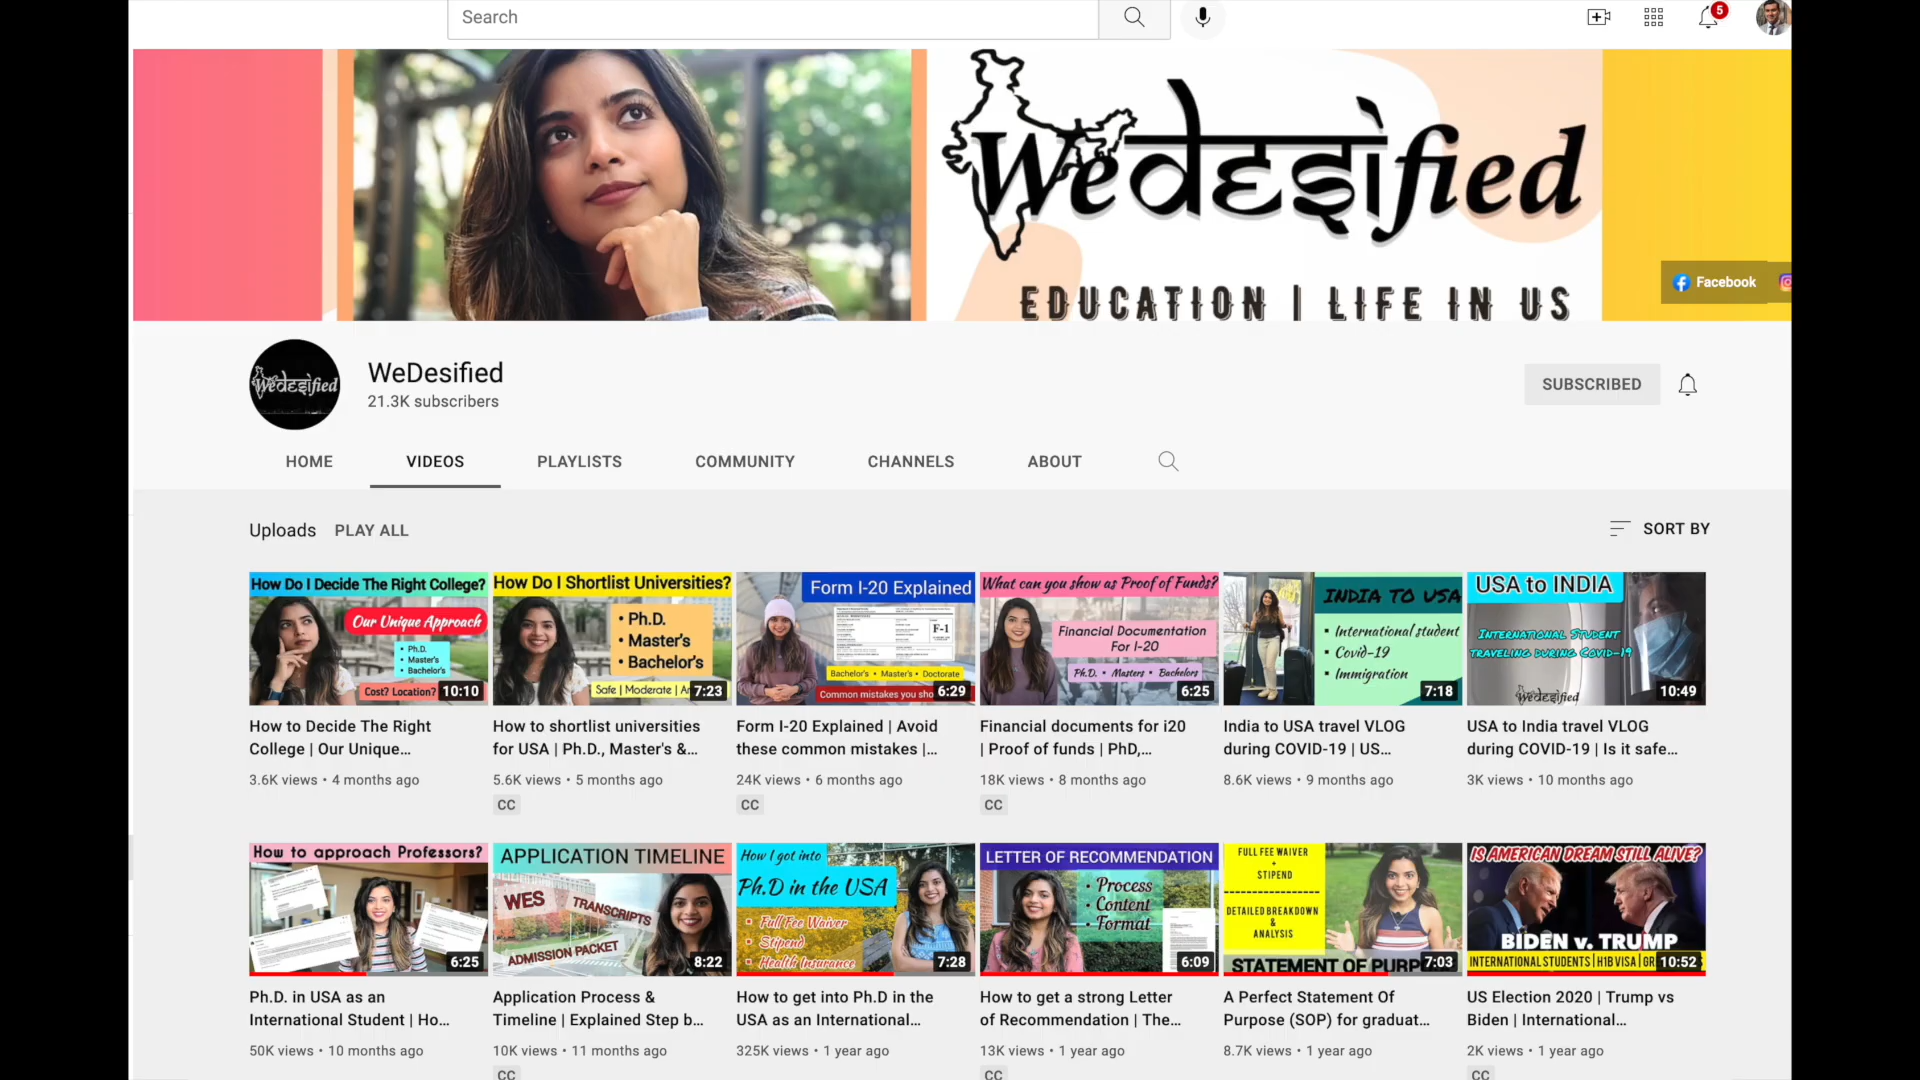 Search
5
Wedesified
EDUCATION | LIFE IN US
Facebook
Wedesified
WeDesified
21.3K subscribers
SUBSCRIBED
HOME
VIDEOS
PLAYLISTS
COMMUNITY
CHANNELS
ABOUT
Uploads
PLAY ALL
SORT BY
How Do I Decide The Right College?
Our Unique Approach
• Ph.D.
• Master's
• Bachelor's
Cost? Location?
10:10
How to Decide The Right
College | Our Unique...
3.6K views • 4 months ago
How Do I Shortlist Universities?
• Ph.D.
• Master's
• Bachelor's
Safe | Moderate |
7:23
How to shortlist universities
for USA | Ph.D., Master's &...
5.6K views • 5 months ago
CC
Form I-20 Explained
F-1
Bachelor's • Master's • Doctorate
Common mistakes you
6:29
Form I-20 Explained | Avoid
these common mistakes |...
24K views • 6 months ago
CC
What can you show as Proof of Funds?
Financial Documentation
For I-20
Ph.D. • Masters • Bachelors
6:25
Financial documents for i20
| Proof of funds | PhD,...
18K views • 8 months ago
CC
INDIA TO USA
▪ International student
▪ Covid-19
▪ Immigration
7:18
India to USA travel VLOG
during COVID-19 | US...
8.6K views • 9 months ago
USA to INDIA
INTERNATIONAL STUDENT
TRAVELING DURING COVID-19
Wedesified
10:49
USA to India travel VLOG
during COVID-19 | Is it safe...
3K views • 10 months ago
How to approach Professors?
6:25
Ph.D. in USA as an
International Student | Ho...
50K views • 10 months ago
APPLICATION TIMELINE
WES
TRANSCRIPTS
ADMISSION PACKET
8:22
Application Process &
Timeline | Explained Step b...
10K views • 11 months ago
CC
How I got into
Ph.D in the USA
▪ Full Fee Waiver
▪ Stipend
▪ Health Insurance
7:28
How to get into Ph.D in the
USA as an International...
325K views • 1 year ago
LETTER OF RECOMMENDATION
• Process
• Content
• Format
6:09
How to get a strong Letter
of Recommendation | The...
13K views • 1 year ago
CC
FULL FEE WAIVER
+
STIPEND
DETAILED BREAKDOWN
&
ANALYSIS
STATEMENT OF PURP
7:03
A Perfect Statement Of
Purpose (SOP) for graduat...
8.7K views • 1 year ago
IS AMERICAN DREAM STILL ALIVE?
BIDEN v. TRUMP
INTERNATIONAL STUDENTS | H1B VISA | GR
10:52
US Election 2020 | Trump vs
Biden | International...
2K views • 1 year ago
CC